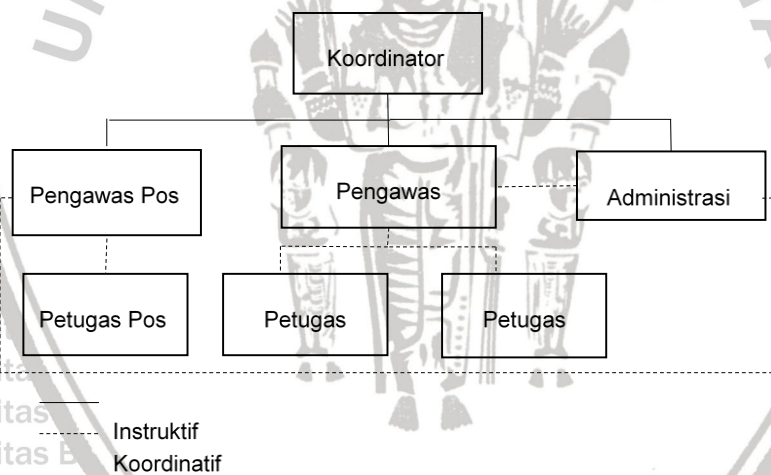 Koordinator
Pengawas Pos
Pengawas
Administrasi
Petugas Pos
Petugas
Petugas
Instruktif
Koordinatif